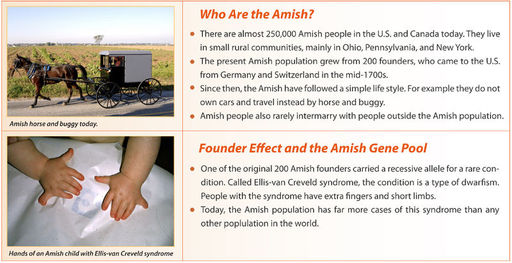 Who Are the Amish?
• There are almost 250,000 Amish people in the U.S. and Canada today. They live
in small rural communities, mainly in Ohio, Pennsylvania, and New York.
• The present Amish population grew from 200 founders, who came to the U.S.
from Germany and Switzerland in the mid-1700s.
• Since then, the Amish have followed a simple life style. For example they do not
own cars and travel instead by horse and buggy.
• Amish people also rarely intermarry with people outside the Amish population.
Amish horse and buggy today.
Founder Effect and the Amish Gene Pool
• One of the original 200 Amish founders carried a recessive allele for a rare con-
dition. Called Ellis-van Creveld syndrome, the condition is a type of dwarfism.
People with the syndrome have extra fingers and short limbs.
• Today, the Amish population has far more cases of this syndrome than any
other poplulation in the world.
Hands of an Amish child with Ellis-van Creveld syndrome